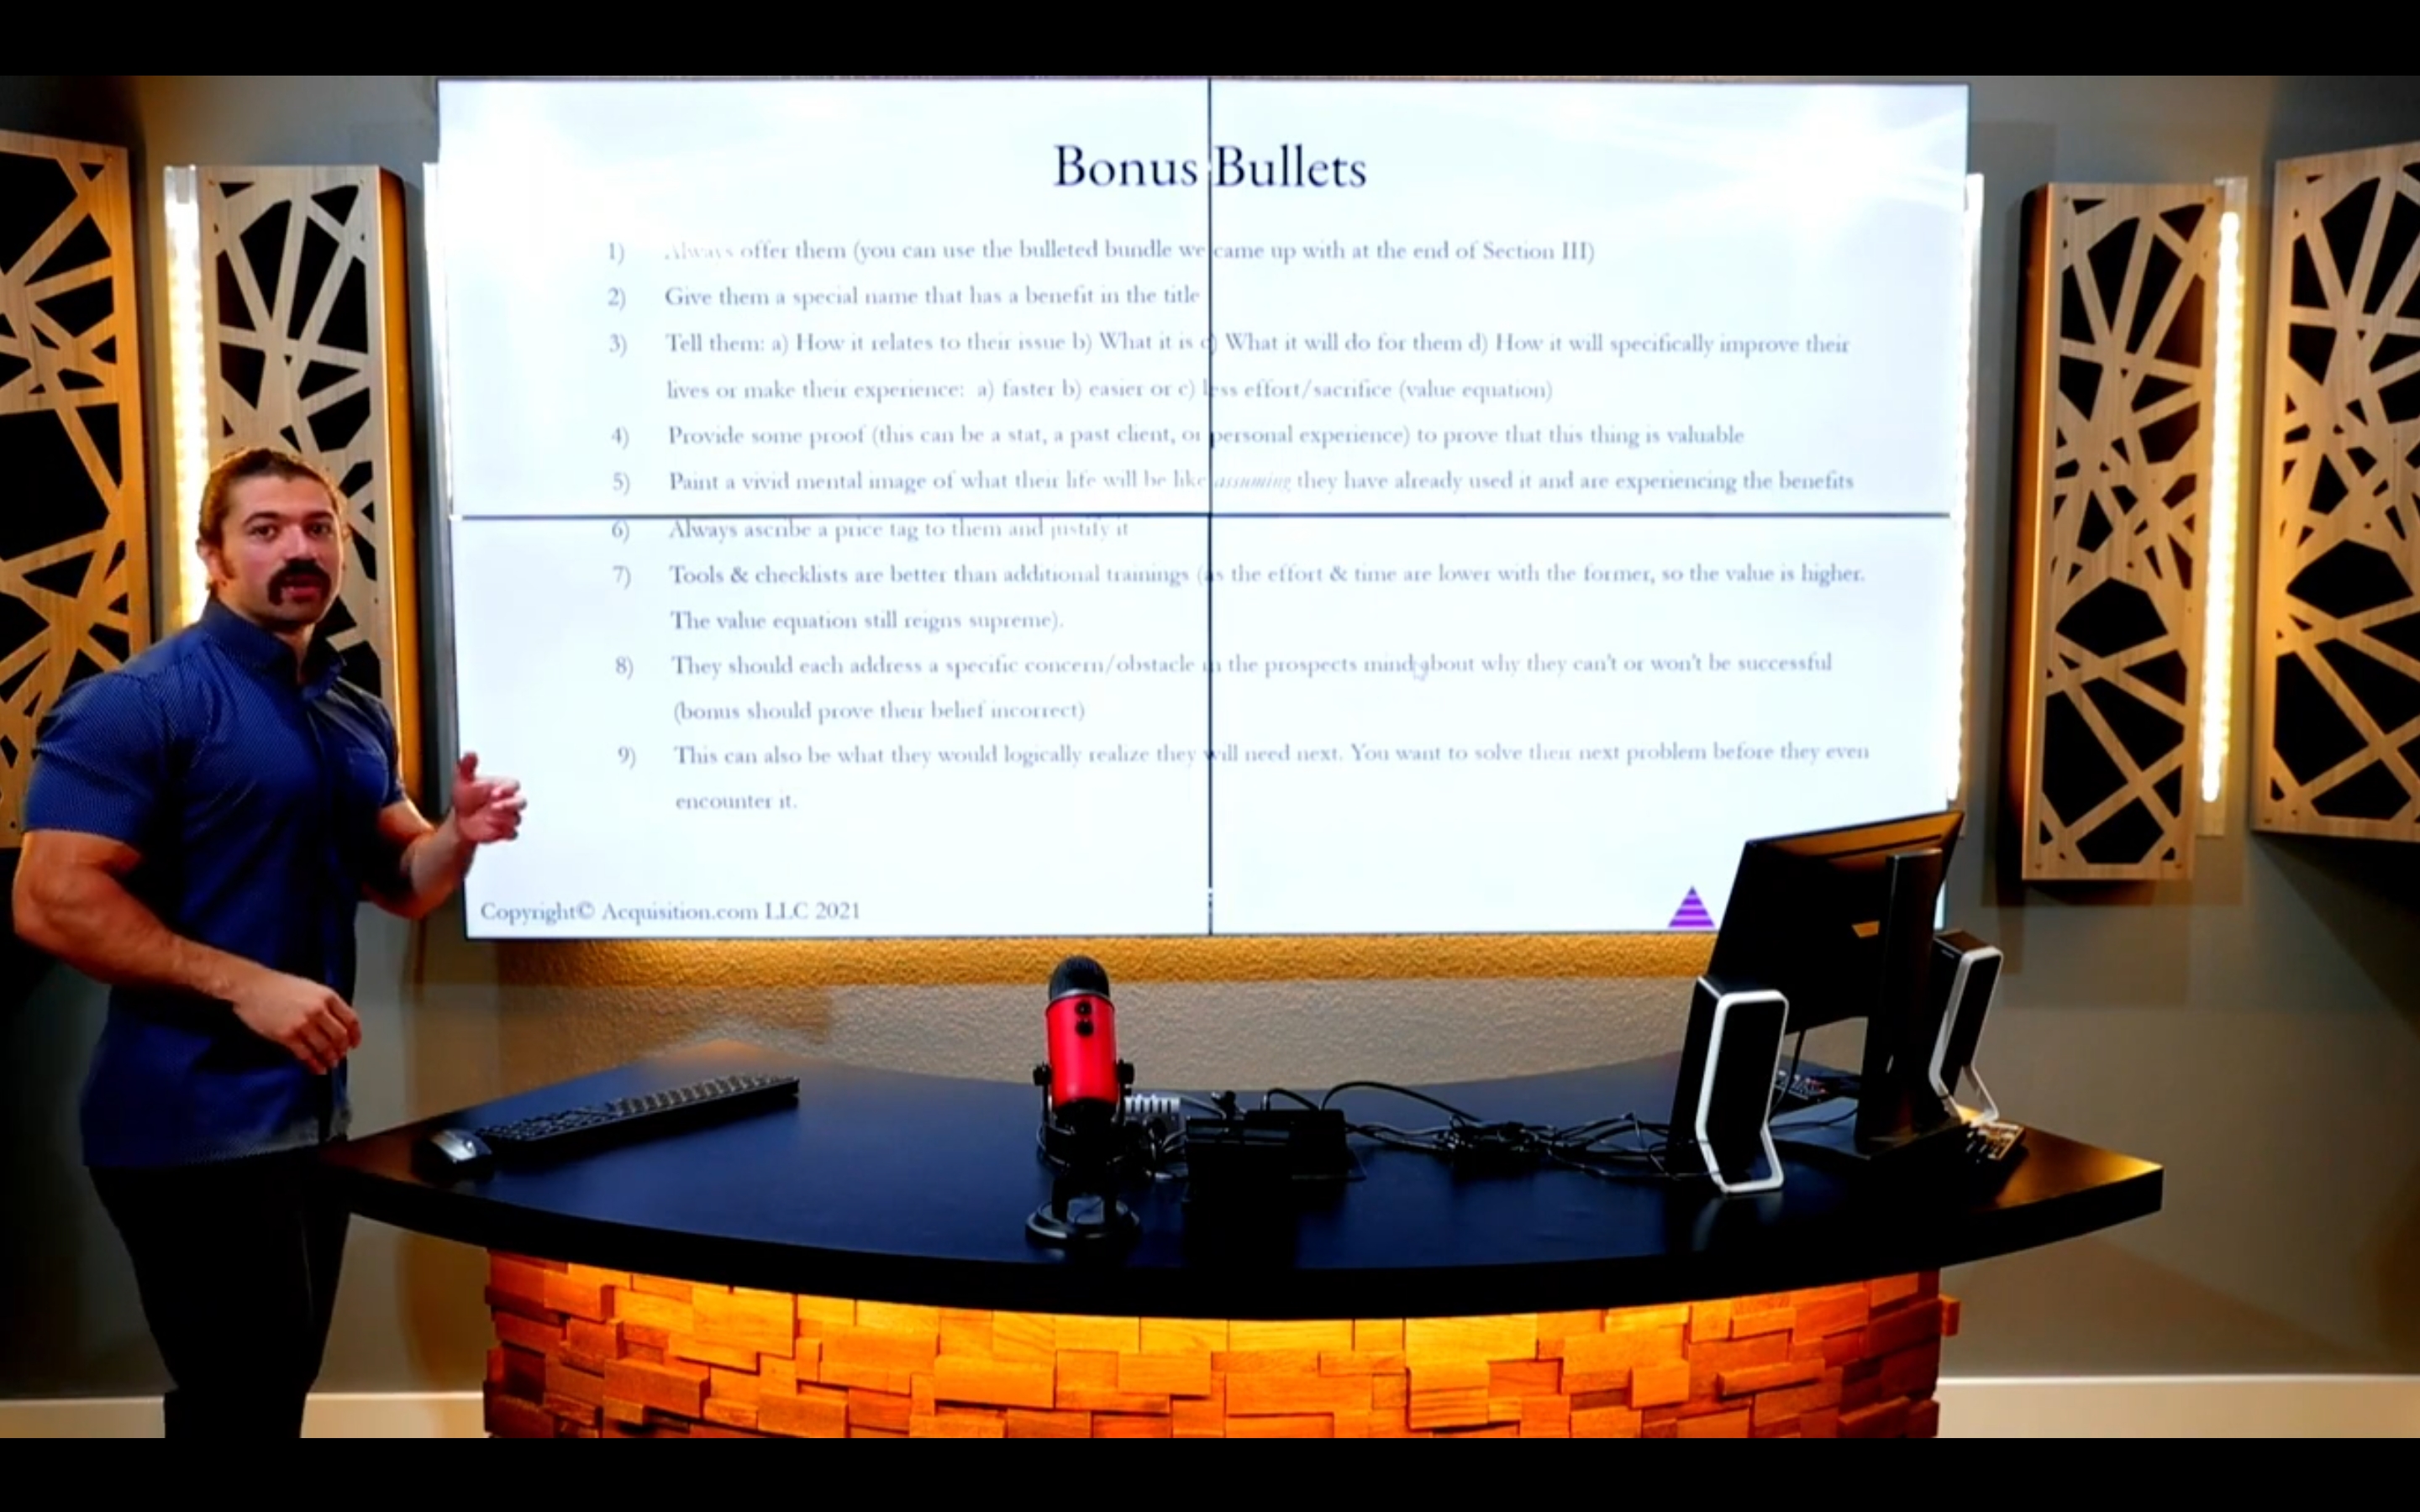 Bonus Bullets
1) Always offer them (you can use the bulleted bundle we came up with at the end of Section III)
2) Give them a special name that has a benefit in the title
3) Tell them: a) How it relates to their issue b) What it is c) What it will do for them d) How it will specifically improve their
lives or make their experience: a) faster b) easier or c) less effort/sacrifice (value equation)
4) Provide some proof (this can be a stat, a past client, or personal experience) to prove that this thing is valuable
5) Paint a vivid mental image of what their life will be like assuming they have already used it and are experiencing the benefits
6) Always ascribe a price tag to them and justify it
7) Tools & checklists are better than additional trainings (as the effort & time are lower with the former, so the value is higher.
The value equation still reigns supreme).
8) They should each address a specific concern/obstacle in the prospects mind about why they can't or won't be successful
(bonus should prove their belief incorrect)
9) This can also be what they would logically realize they will need next. You want to solve their next problem before they even
encounter it.
Copyright© Acquisition.com LLC 2021